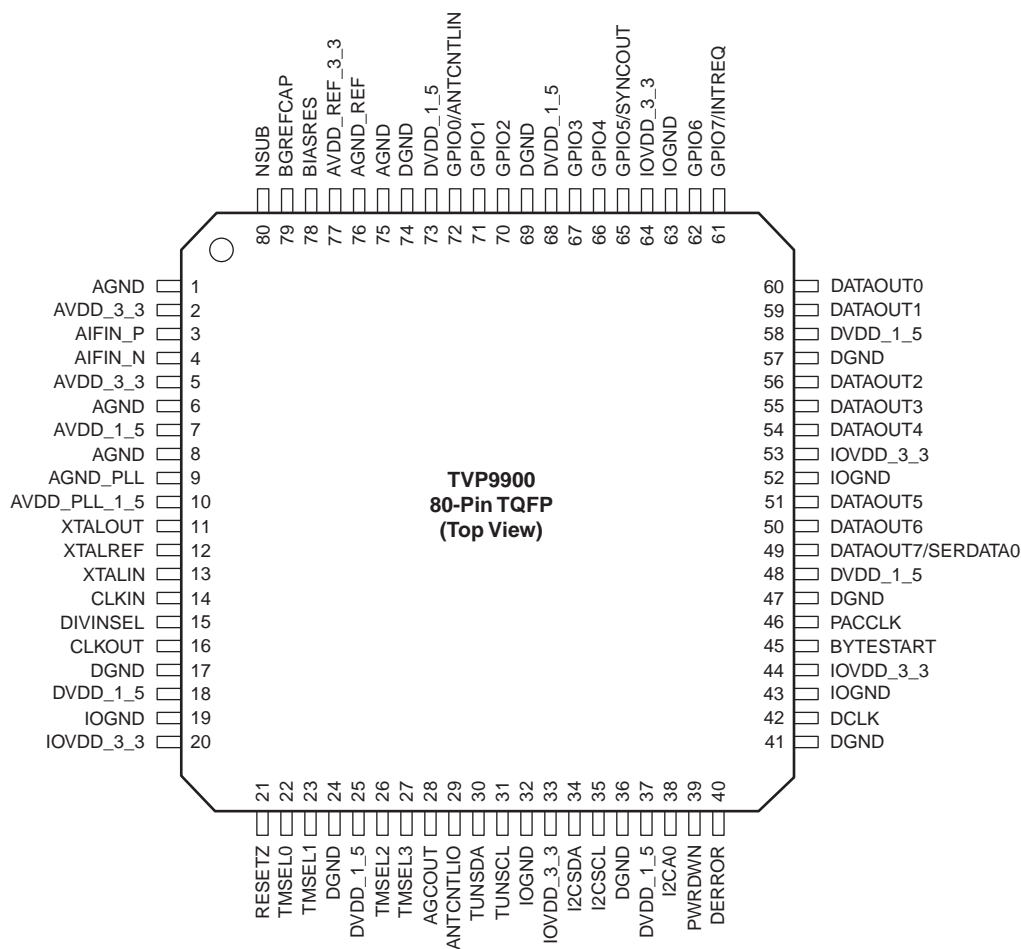 NSUB
BGREFCAP
BIASRES
AVDD_REF_3_3
AGND_REF
AGND
DGND
DVDD_1_5
GPIO0/ANTCNTLIN
GPIO1
GPIO2
DGND
DVDD_1_5
GPIO3
GPIO4
GPIO5/SYNCOUT
IOVDD_3_3
IOGND
GPIO6
GPIO7/INTREQ
80 79 78 77 76 75 74 73 72 71 70 69 68 67 66 65 64 63 62 61
AGND 1
AVDD_3_3 2
AIFIN_P 3
AIFIN_N 4
AVDD_3_3 5
AGND 6
AVDD_1_5 7
AGND 8
AGND_PLL 9
AVDD_PLL_1_5 10
XTALOUT 11
XTALREF 12
XTALIN 13
CLKIN 14
DIVINSEL 15
CLKOUT 16
DGND 17
DVDD_1_5 18
IOGND 19
IOVDD_3_3 20
TVP9900
80-Pin TQFP
(Top View)
60 DATAOUT0
59 DATAOUT1
58 DVDD_1_5
57 DGND
56 DATAOUT2
55 DATAOUT3
54 DATAOUT4
53 IOVDD_3_3
52 IOGND
51 DATAOUT5
50 DATAOUT6
49 DATAOUT7/SERDATA0
48 DVDD_1_5
47 DGND
46 PACCLK
45 BYTESTART
44 IOVDD_3_3
43 IOGND
42 DCLK
41 DGND
21 22 23 24 25 26 27 28 29 30 31 32 33 34 35 36 37 38 39 40
RESETZ
TMSEL0
TMSEL1
DGND
DVDD_1_5
TMSEL2
TMSEL3
AGCOUT
ANTCNTLIO
TUNSDA
TUNSCL
IOGND
IOVDD_3_3
I2CSDA
I2CSCL
DGND
DVDD_1_5
I2CA0
PWRDWN
DERROR